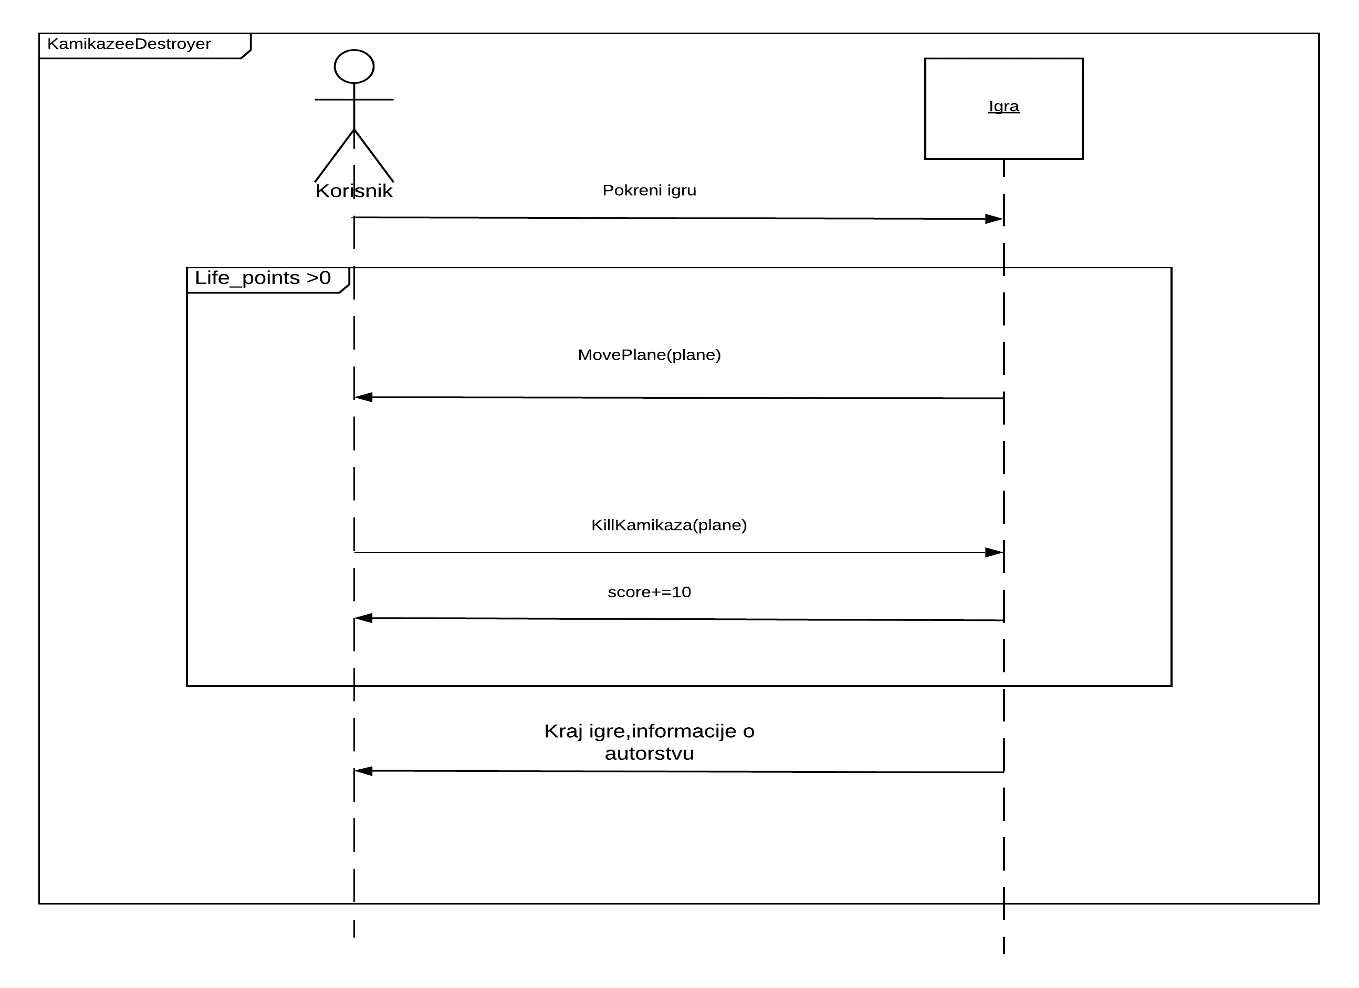 KamikazeeDestroyer
Igra
Korisnik
Pokreni igru
Life_points >0
MovePlane(plane)
KillKamikaza(plane)
score+=10
Kraj igre,informacije o
autorstvu